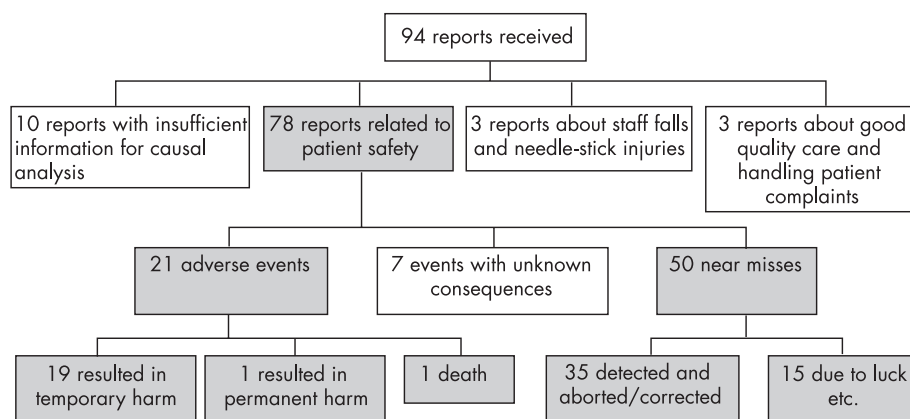 94 reports received
10 reports with insufficient
information for causal
analysis
78 reports related to
patient safety
3 reports about staff falls
and needle-stick injuries
3 reports about good
quality care and
handling patient
complaints
21 adverse events
7 events with unknown
consequences
50 near misses
19 resulted in
temporary harm
1 resulted in
permanent harm
1 death
35 detected and
aborted/corrected
15 due to luck
etc.